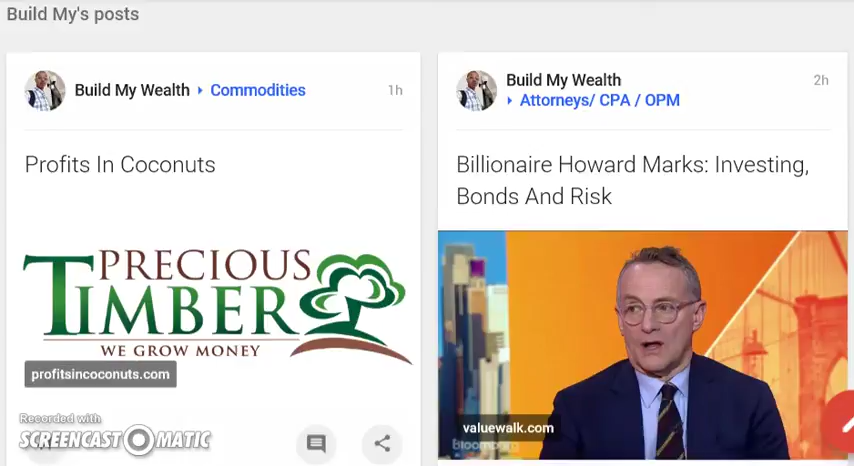 Build My's posts
Build My Wealth ▸ Commodities
1h
Profits In Coconuts
PRECIOUS
TIMBER
WE GROW MONEY
profitsincoconuts.com
Recorded with
SCREENCAST-O-MATIC
Build My Wealth
2h
▸ Attorneys/ CPA / OPM
Billionaire Howard Marks: Investing,
Bonds And Risk
valuewalk.com
Bloomberg